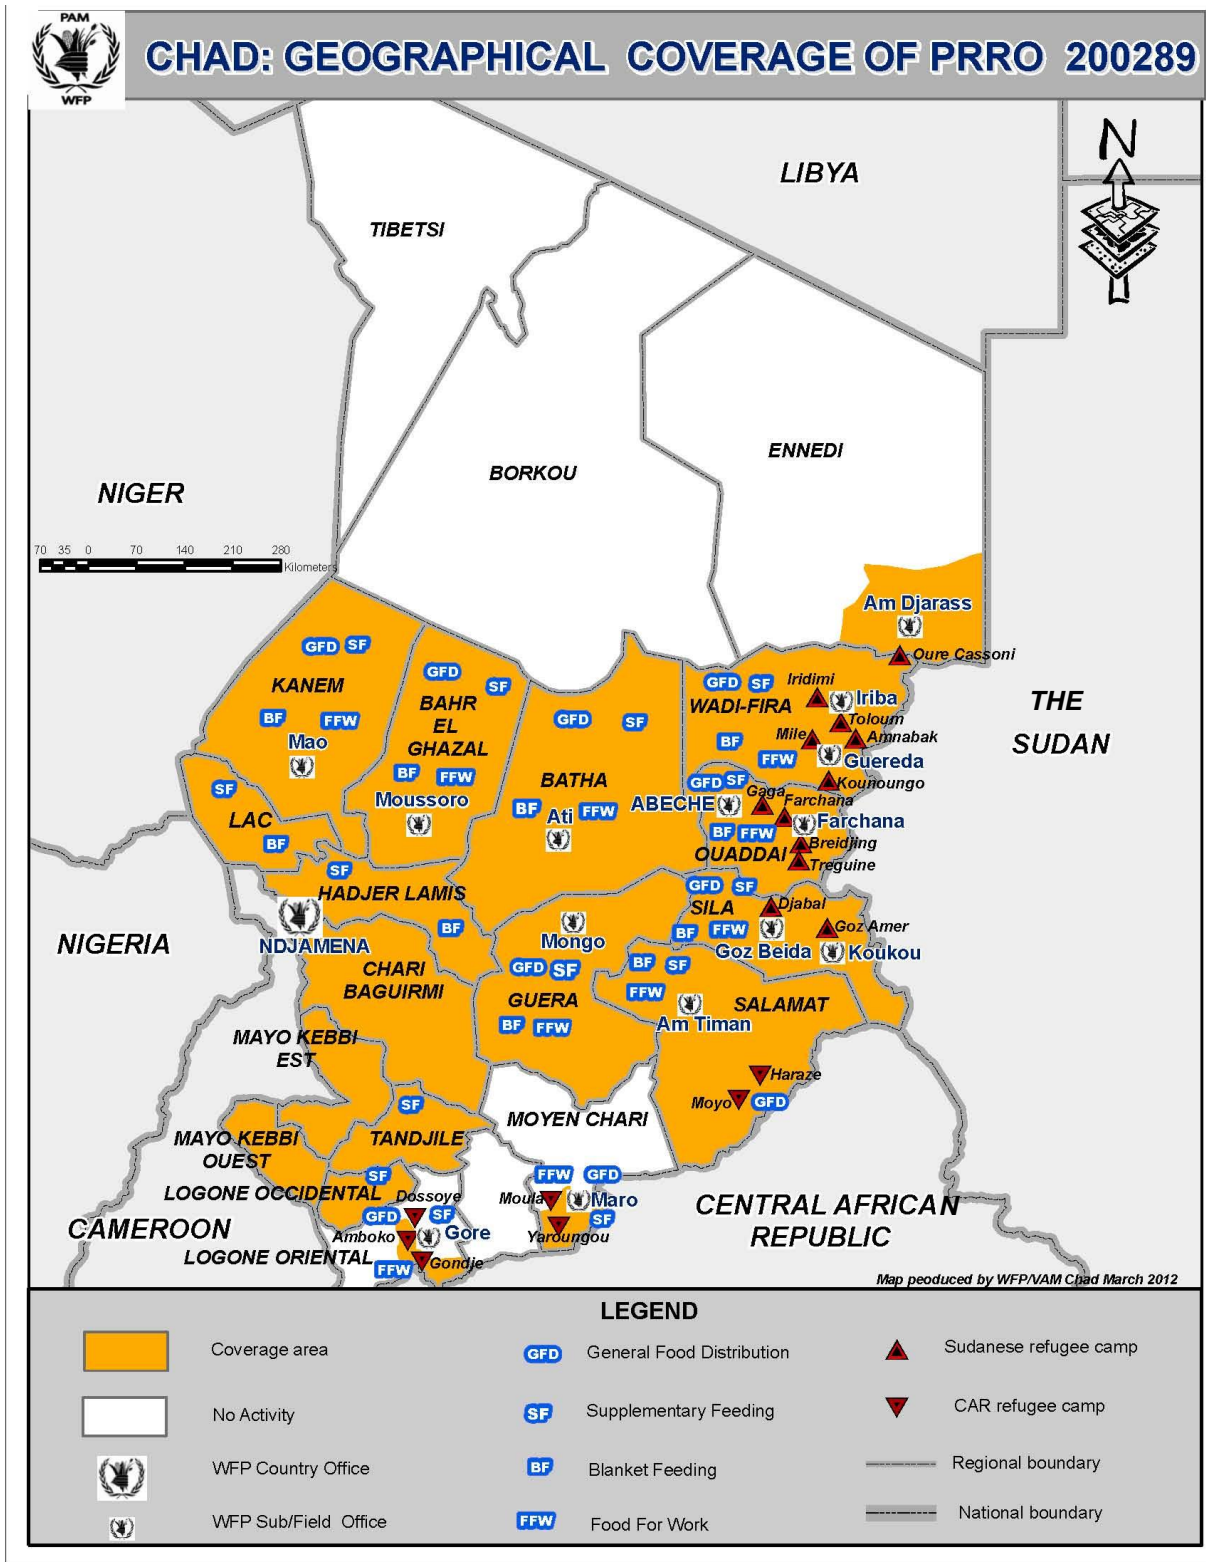 PAM
WFP
CHAD: GEOGRAPHICAL COVERAGE OF PRRO 200289
N
LIBYA
TIBETSI
ENNEDI
BORKOU
NIGER
70 35 0 70 140 210 280
Kilometers
Am Djarass
Oure Cassoni
GFD SF
KANEM
BF FFW
Mao
GFD
SF
BAHR
EL
GHAZAL
BF FFW
Moussoro
GFD SF
BATHA
BF FFW
Ati
GFD SF
Iridimi
WADI-FIRA
Iriba
Toloum
BF
Mile
Amnabak
FFW
Guereda
Kounoungo
THE
SUDAN
SF
LAC
BF
GFD SF
ABECHE
Gaga
Farchana
Farchana
BF FFW
OUADDAI
Breidjing
Treguine
SF
HADJER LAMIS
BF
NDJAMENA
NIGERIA
CHARI
BAGUIRMI
Mongo
GFD SF
GUERA
BF FFW
GFD SF
SILA
Djabal
BF FFW
Goz Beida
Goz Amer
Koukou
BF SF
FFW
SALAMAT
Am Timan
Haraze
Moyo
GFD
MAYO KEBBI
EST
MOYEN CHARI
SF
TANDJILE
MAYO KEBBI
OUEST
SF
LOGONE OCCIDENTAL
Dossoye
GFD SF
Amboko
Gore
LOGONE ORIENTAL
Gondje
FFW
FFW GFD
Moula
Maro
SF
Yaroungou
CAMEROON
CENTRAL AFRICAN
REPUBLIC
Map peoduced by WFP/VAM Chad March 2012
LEGEND
Coverage area
No Activity
WFP Country Office
WFP Sub/Field Office
GFD General Food Distribution
SF Supplementary Feeding
BF Blanket Feeding
FFW Food For Work
Sudanese refugee camp
CAR refugee camp
Regional boundary
National boundary